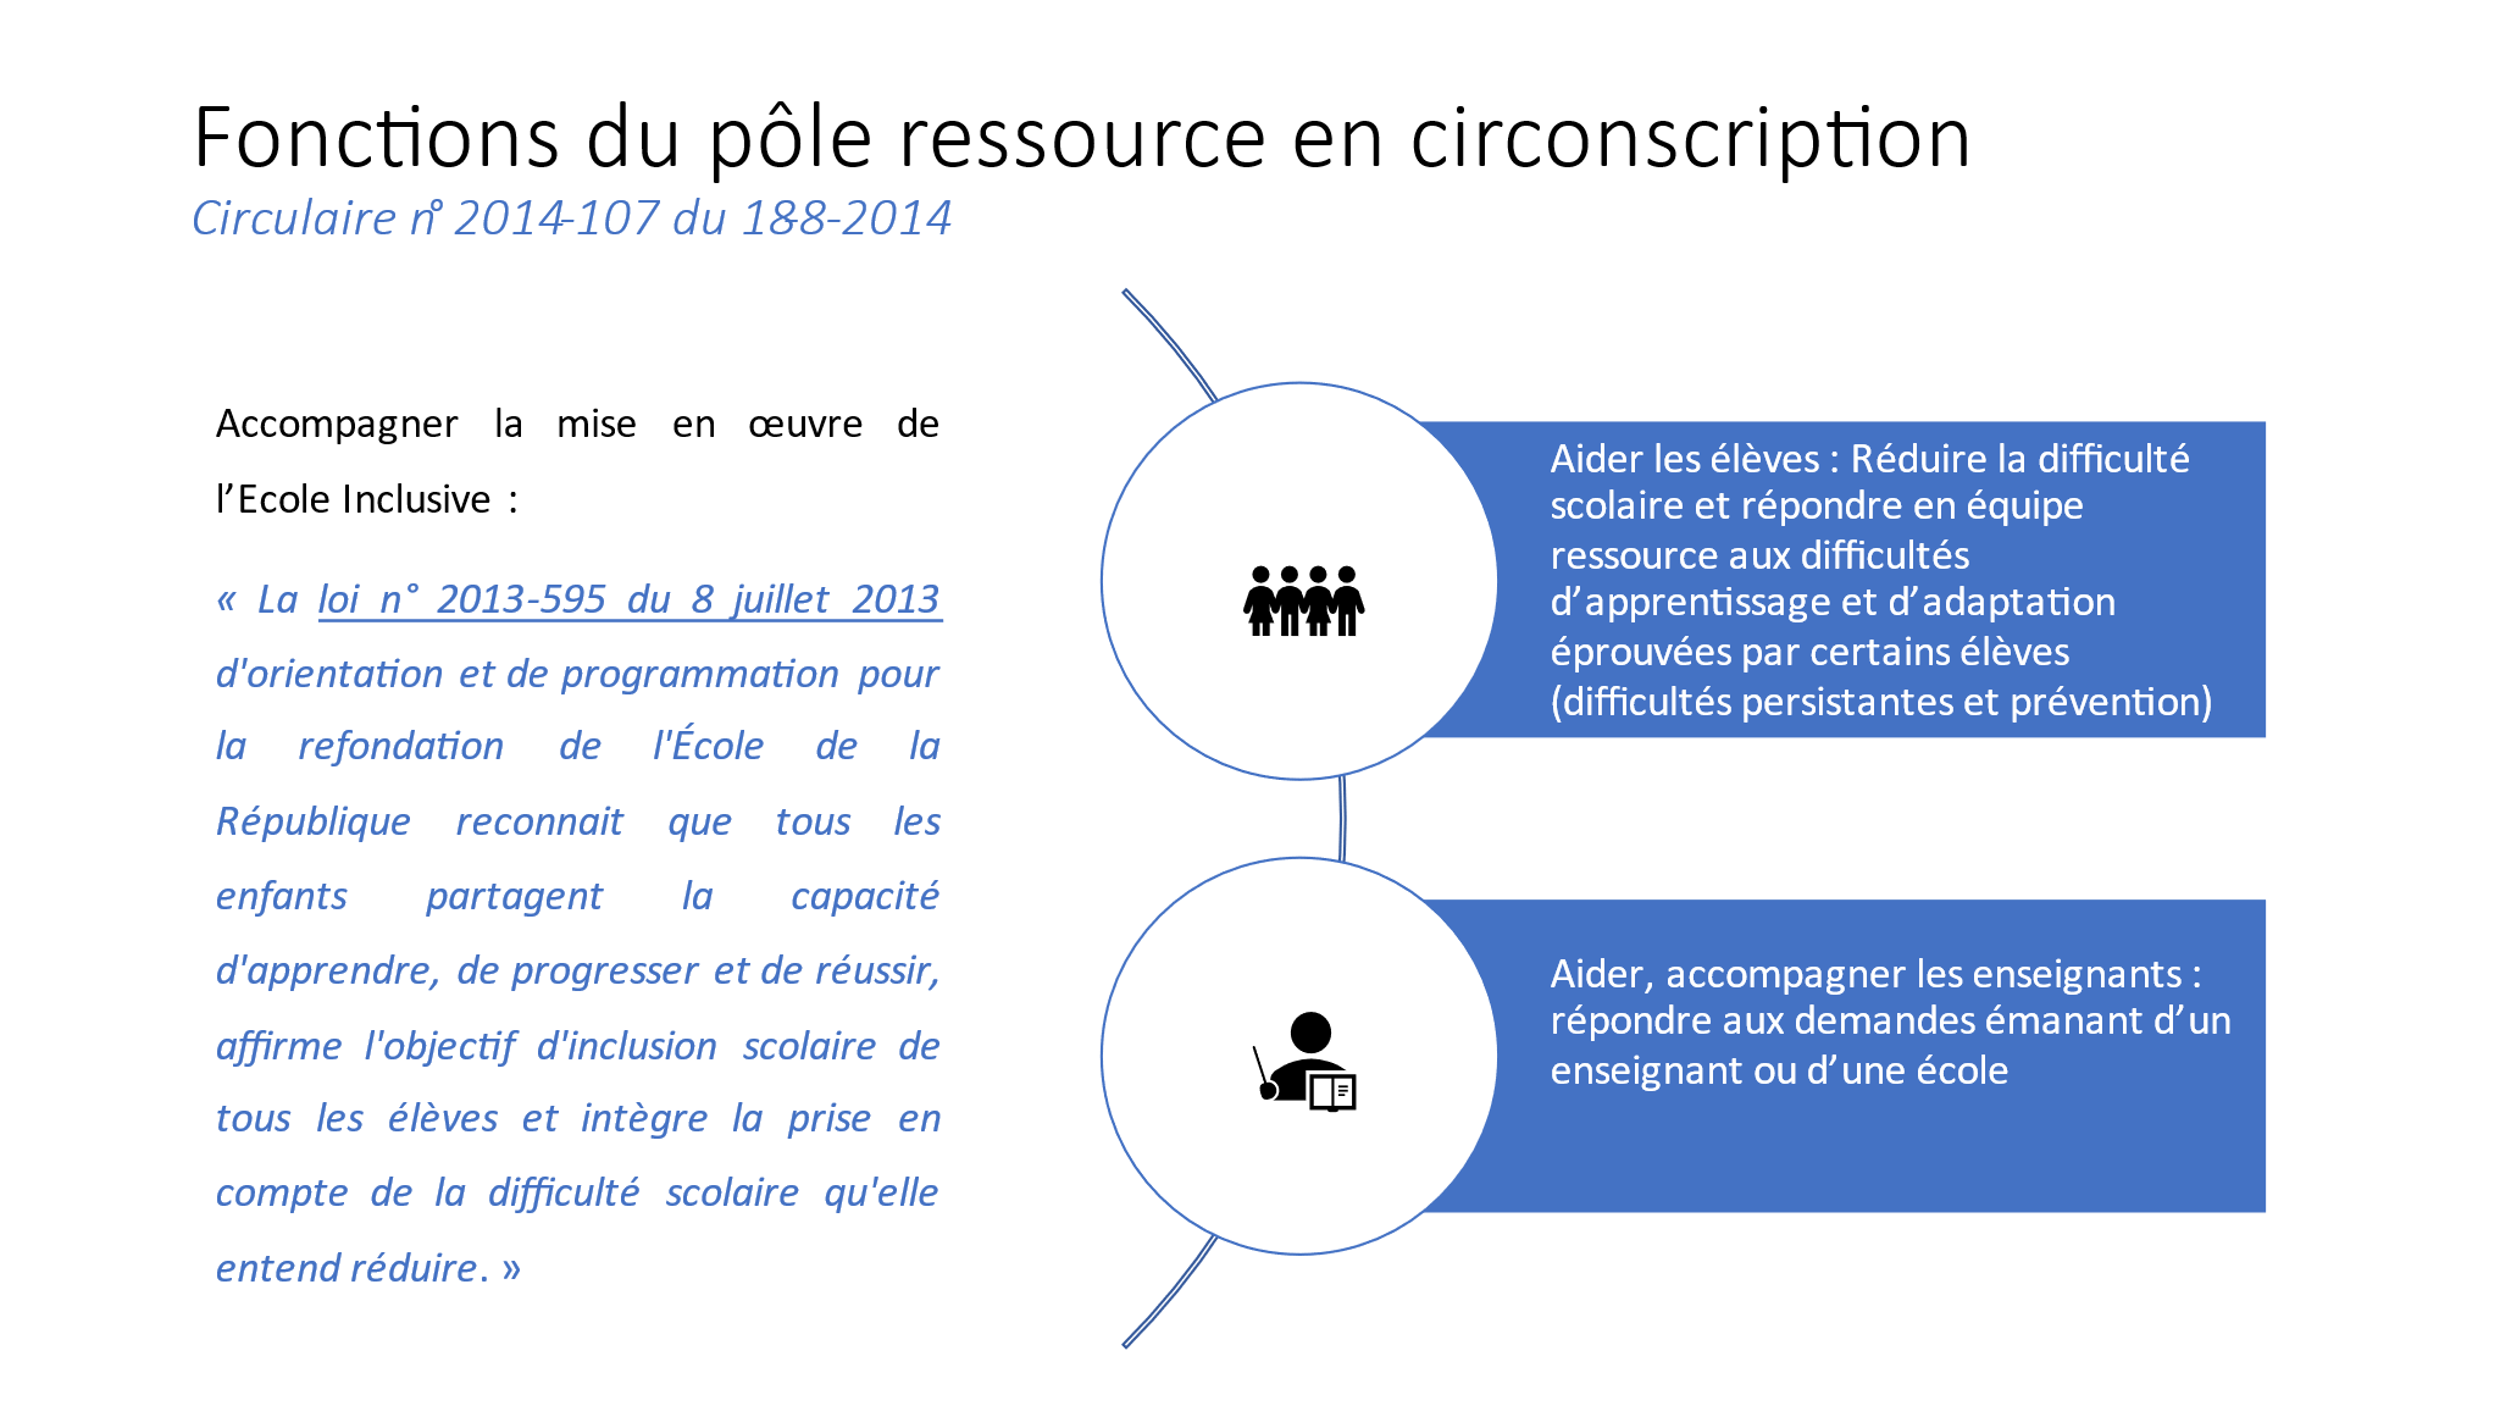 Fonctions du pôle ressource en circonscription
Circulaire n° 2014-107 du 188-2014
Accompagner la mise en œuvre de
l’Ecole Inclusive :
« La loi n° 2013-595 du 8 juillet 2013
d'orientation et de programmation pour
la refondation de l'École de la
République reconnait que tous les
enfants partagent la capacité
d'apprendre, de progresser et de réussir,
affirme l'objectif d'inclusion scolaire de
tous les élèves et intègre la prise en
compte de la difficulté scolaire qu'elle
entend réduire. »
Aider les élèves : Réduire la difficulté
scolaire et répondre en équipe
ressource aux difficultés
d’apprentissage et d’adaptation
éprouvées par certains élèves
(difficultés persistantes et prévention)
Aider, accompagner les enseignants :
répondre aux demandes émanant d’un
enseignant ou d’une école